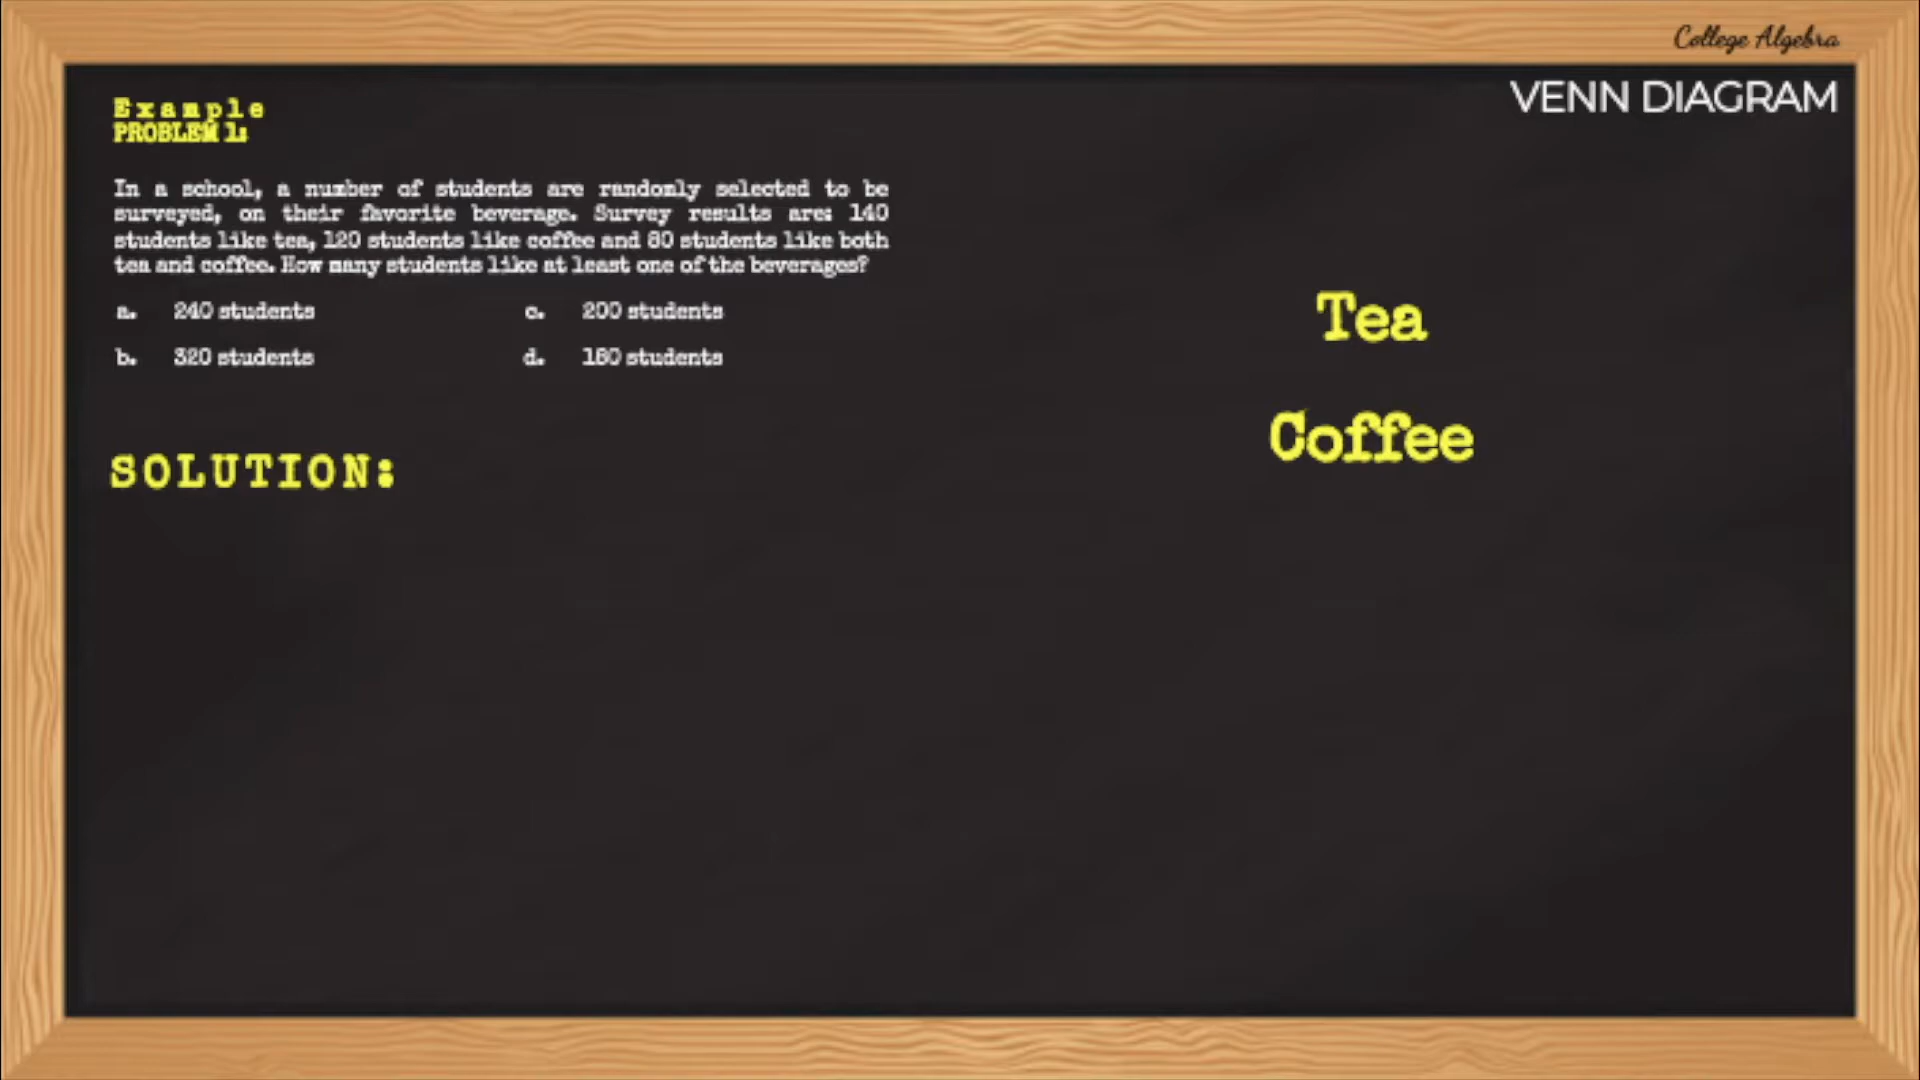 College Algebra
VENN DIAGRAM
Example
PROBLEM 1:
In a school, a number of students are randomly selected to be
surveyed, on their favorite beverage. Survey results are: 140
students like tea, 120 students like coffee and 80 students like both
tea and coffee. How many students like at least one of the beverages?
a. 240 students c. 200 students
b. 320 students d. 180 students
Tea
Coffee
SOLUTION: